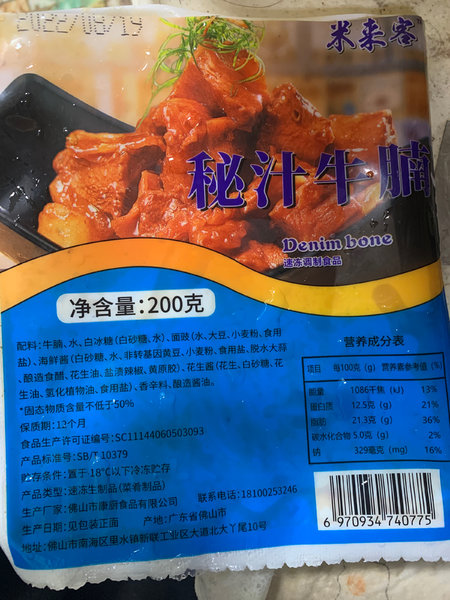 2022/08/19
米来客
秘汁牛腩
Denim bone
速冻调制食品
净含量:200克
配料:牛腩、水、白冰糖(白砂糖、水)、面豉(水、大豆、小麦粉、食用
盐)、海鲜酱(白砂糖、水、非转基因黄豆、小麦粉、食用盐、脱水大蒜
、酿造食醋、花生油、盐渍辣椒、黄原胶)、花生酱(花生、白砂糖、花
生油、氢化植物油、食用盐)、香辛料、酿造酱油。
*固态物质含量不低于50%
保质期:12个月
食品生产许可证编号:SC11144060503093
产品标准号:SB/T 10379
贮存条件:置于-18℃以下冷冻贮存
产品类型:速冻生制品(菜肴制品)
生产厂家:佛山市康厨食品有限公司 联系电话:18100253246
生产日期:见包装正面 产地:广东省佛山市
地址:佛山市南海区里水镇新联工业区大道北大丫尾10号
营养成分表
项目 每100克(g) 营养素参考值(%)
能量 1086千焦(kJ) 13%
蛋白质 12.5克(g) 21%
脂肪 21.3克(g) 36%
碳水化合物 5.0克(g) 2%
钠 329毫克(mg) 16%
6 970934 740775